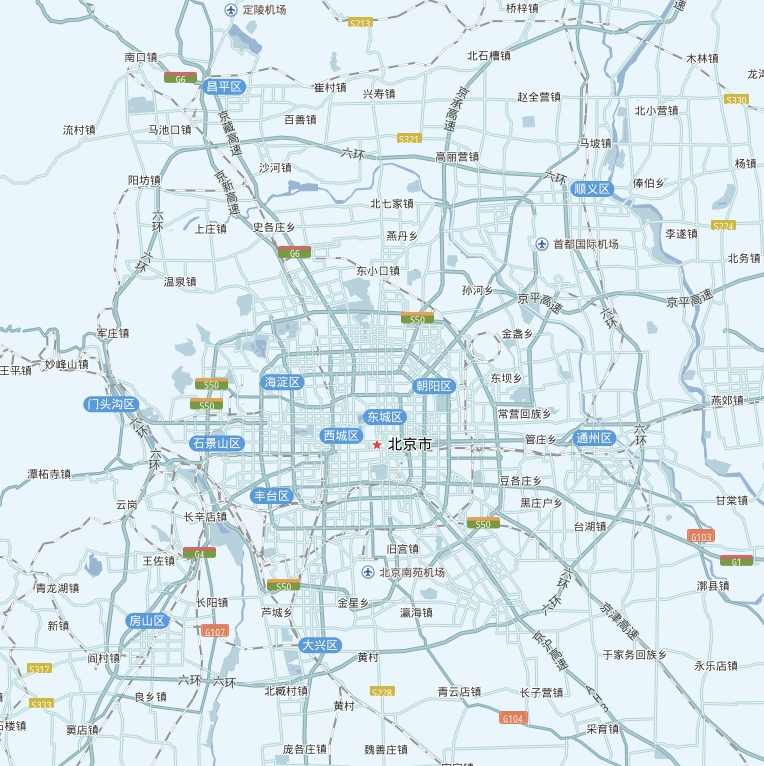 定陵机场
桥梓镇
高速
S213
南口镇
北石槽镇
木林镇
G6
昌平区
崔村镇
兴寿镇
京承高速
赵全营镇
S330
北小营镇
百善镇
京藏高速
流村镇
马池口镇
S321
马坡镇
六环
高丽营镇
杨镇
沙河镇
阳坊镇
京新高速
六环
顺义区
俸伯乡
北七家镇
六环
上庄镇
史各庄乡
S224
李遂镇
燕丹乡
首都国际机场
G6
六环
北务镇
东小口镇
温泉镇
孙河乡
京平高速
京平高速
S50
六环
军庄镇
金盏乡
妙峰山镇
王平镇
东坝乡
海淀区
朝阳区
S50
门头沟区
S50
燕郊镇
东城区
常营回族乡
六环
西城区
石景山区
北京市
管庄乡
通州区
六环
六环
潭柘寺镇
豆各庄乡
丰台区
云岗
黑庄户乡
甘棠镇
长辛店镇
S50
台湖镇
G103
G4
旧宫镇
王佐镇
G1
北京南苑机场
六环
青龙湖镇
S50
漷县镇
长阳镇
金星乡
六环
芦城乡
瀛海镇
房山区
京津高速
新镇
G107
大兴区
阎村镇
黄村
于家务回族乡
S317
永乐店镇
六环
六环
北臧村镇
S228
青云店镇
长子营镇
良乡镇
S333
黄村
G104
石楼镇
窦店镇
采育镇
庞各庄镇
魏善庄镇